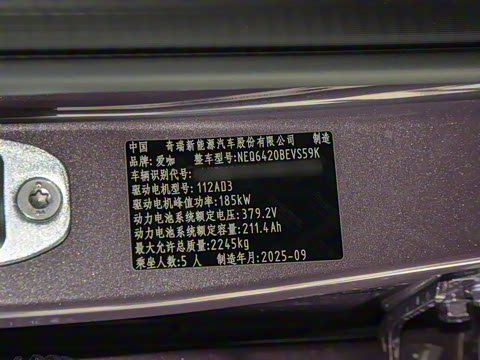 中国 奇瑞新能源汽车股份有限公司 制造
品牌:爱咖 整车型号:NEQ6420BEVS59K
车辆识别代号:
驱动电机型号:112AD3
驱动电机峰值功率:185kW
动力电池系统额定电压:379.2V
动力电池系统额定容量:211.4Ah
最大允许总质量:2245kg
乘坐人数:5 人 制造年月:2025-09